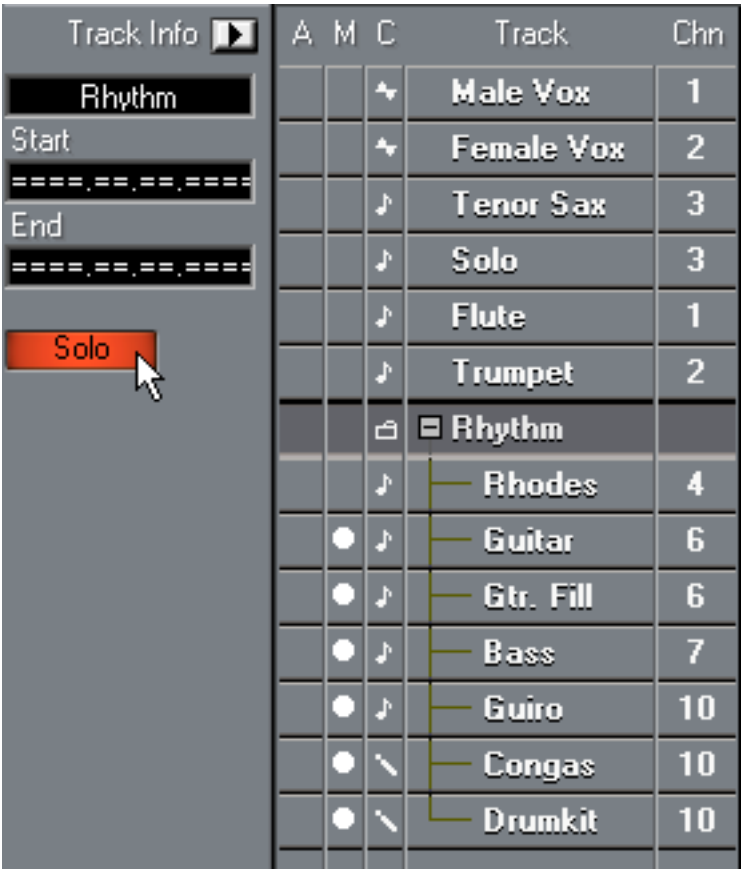 Track Info
Rhythm
Start
====.==.==.====
End
====.==.==.====
Solo
A M C Track Chn
Male Vox 1
Female Vox 2
Tenor Sax 3
Solo 3
Flute 1
Trumpet 2
Rhythm
Rhodes 4
Guitar 6
Gtr. Fill 6
Bass 7
Guiro 10
Congas 10
Drumkit 10